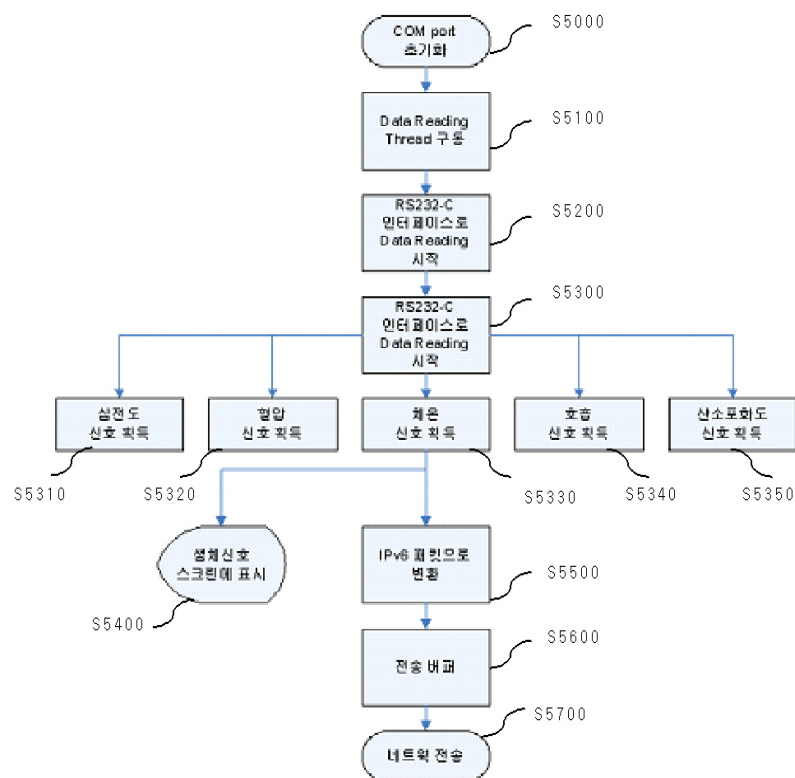 COM port
초기화
S5000
Data Reading
Thread 구동
S5100
RS232-C
인터페이스로
Data Reading
시작
S5200
RS232-C
인터페이스로
Data Reading
시작
S5300
심전도
신호 획득
혈압
신호 획득
체온
신호 획득
호흡
신호 획득
산소포화도
신호 획득
S5310
S5320
S5330
S5340
S5350
생체신호
스크린에 표시
S5400
IPv6 패킷으로
변환
S5500
전송 버퍼
S5600
네트웍 전송
S5700